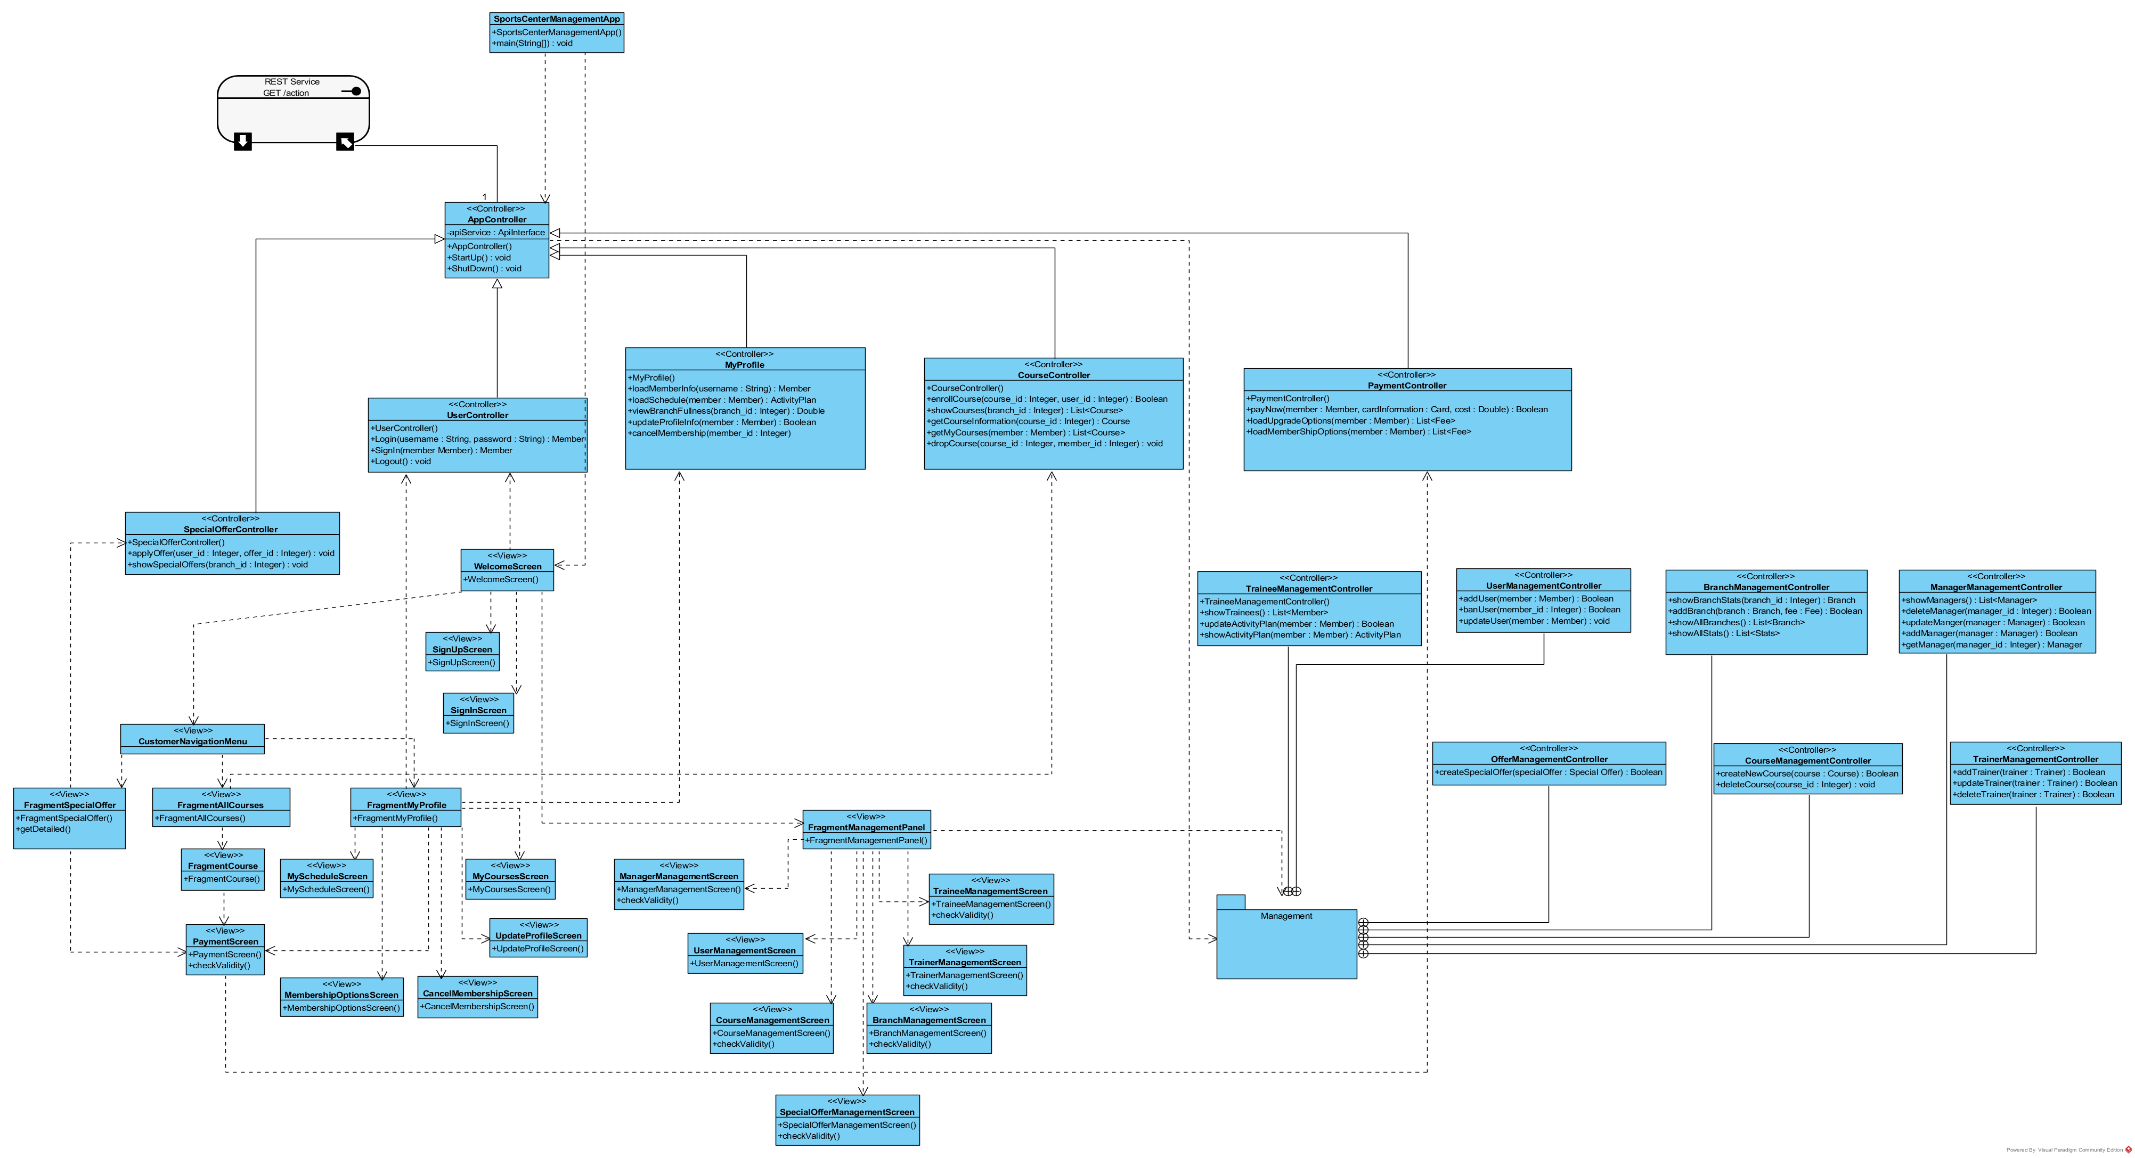 SportsCenterManagementApp
+SportsCenterManagementApp()
+main(String[]) : void
REST Service
GET /action
1
<<Controller>>
AppController
-apiService : ApiInterface
+AppController()
+StartUp() : void
+ShutDown() : void
<<Controller>>
MyProfile
+MyProfile()
+loadMemberInfo(username : String) : Member
+loadSchedule(member : Member) : ActivityPlan
+viewBranchFullness(branch_id : Integer) : Double
+updateProfileInfo(member : Member) : Boolean
+cancelMembership(member_id : Integer)
<<Controller>>
CourseController
+CourseController()
+enrollCourse(course_id : Integer, user_id : Integer) : Boolean
+showCourses(branch_id : Integer) : List<Course>
+getCourseInformation(course_id : Integer) : Course
+getMyCourses(member : Member) : List<Course>
+dropCourse(course_id : Integer, member_id : Integer) : void
<<Controller>>
PaymentController
+PaymentController()
+payNow(member : Member, cardInformation : Card, cost : Double) : Boolean
+loadUpgradeOptions(member : Member) : List<Fee>
+loadMemberShipOptions(member : Member) : List<Fee>
<<Controller>>
UserController
+UserController()
+Login(username : String, password : String) : Member
+SignIn(member Member) : Member
+Logout() : void
<<Controller>>
SpecialOfferController
+SpecialOfferController()
+applyOffer(user_id : Integer, offer_id : Integer) : void
+showSpecialOffers(branch_id : Integer) : void
<<View>>
WelcomeScreen
+WelcomeScreen()
<<Controller>>
TraineeManagementController
+TraineeManagementController()
+showTrainees() : List<Member>
+updateActivityPlan(member : Member) : Boolean
+showActivityPlan(member : Member) : ActivityPlan
<<Controller>>
UserManagementController
+addUser(member : Member) : Boolean
+banUser(member_id : Integer) : Boolean
+updateUser(member : Member) : void
<<Controller>>
BranchManagementController
+showBranchStats(branch_id : Integer) : Branch
+addBranch(branch : Branch, fee : Fee) : Boolean
+showAllBranches() : List<Branch>
+showAllStats() : List<Stats>
<<Controller>>
ManagerManagementController
+showManagers() : List<Manager>
+deleteManager(manager_id : Integer) : Boolean
+updateManger(manager : Manager) : Boolean
+addManager(manager : Manager) : Boolean
+getManager(manager_id : Integer) : Manager
<<View>>
SignUpScreen
+SignUpScreen()
<<View>>
SignInScreen
+SignInScreen()
<<View>>
CustomerNavigationMenu
<<Controller>>
OfferManagementController
+createSpecialOffer(specialOffer : Special Offer) : Boolean
<<Controller>>
CourseManagementController
+createNewCourse(course : Course) : Boolean
+deleteCourse(course_id : Integer) : void
<<Controller>>
TrainerManagementController
+addTrainer(trainer : Trainer) : Boolean
+updateTrainer(trainer : Trainer) : Boolean
+deleteTrainer(trainer : Trainer) : Boolean
<<View>>
FragmentSpecialOffer
+FragmentSpecialOffer()
+getDetailed()
<<View>>
FragmentAllCourses
+FragmentAllCourses()
<<View>>
FragmentMyProfile
+FragmentMyProfile()
<<View>>
FragmentManagementPanel
+FragmentManagementPanel()
<<View>>
FragmentCourse
+FragmentCourse()
<<View>>
MyScheduleScreen
+MyScheduleScreen()
<<View>>
MyCoursesScreen
+MyCoursesScreen()
<<View>>
ManagerManagementScreen
+ManagerManagementScreen()
+checkValidity()
<<View>>
TraineeManagementScreen
+TraineeManagementScreen()
+checkValidity()
Management
<<View>>
PaymentScreen
+PaymentScreen()
+checkValidity()
<<View>>
UpdateProfileScreen
+UpdateProfileScreen()
<<View>>
UserManagementScreen
+UserManagementScreen()
<<View>>
TrainerManagementScreen
+TrainerManagementScreen()
+checkValidity()
<<View>>
MembershipOptionsScreen
+MembershipOptionsScreen()
<<View>>
CancelMembershipScreen
+CancelMembershipScreen()
<<View>>
CourseManagementScreen
+CourseManagementScreen()
+checkValidity()
<<View>>
BranchManagementScreen
+BranchManagementScreen()
+checkValidity()
<<View>>
SpecialOfferManagementScreen
+SpecialOfferManagementScreen()
+checkValidity()
Powered By Visual Paradigm Community Edition